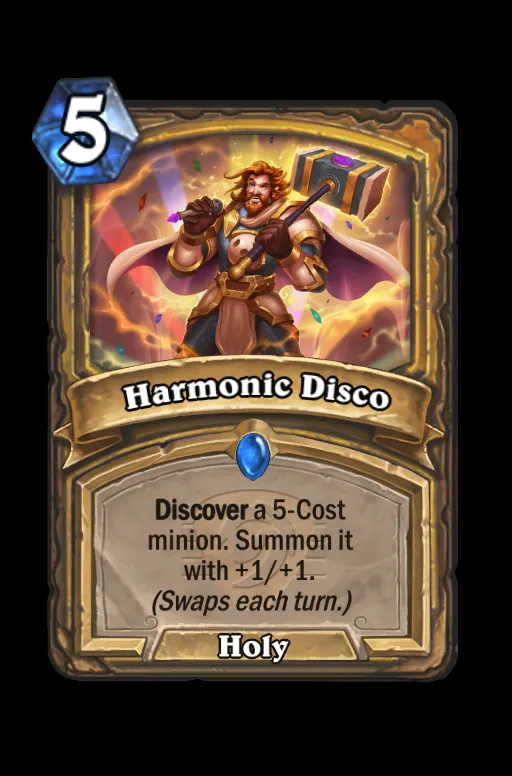 5
Harmonic Disco
Discover a 5-Cost
minion. Summon it
with +1/+1.
(Swaps each turn.)
Holy